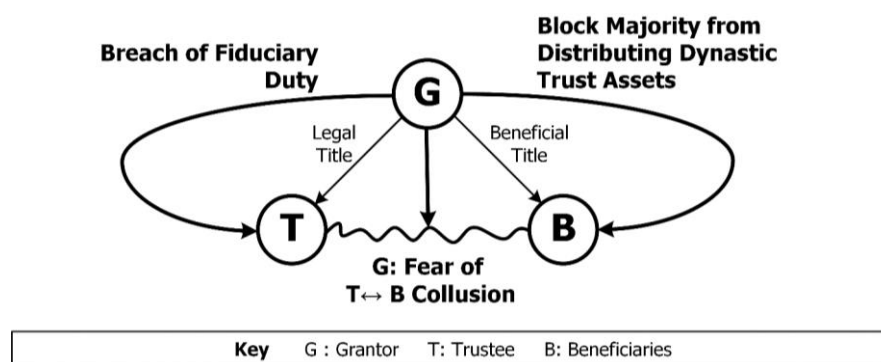 Breach of Fiduciary
Duty
Block Majority from
Distributing Dynastic
Trust Assets
G
Legal
Title
Beneficial
Title
T
B
G: Fear of
T↔ B Collusion
Key G : Grantor T: Trustee B: Beneficiaries